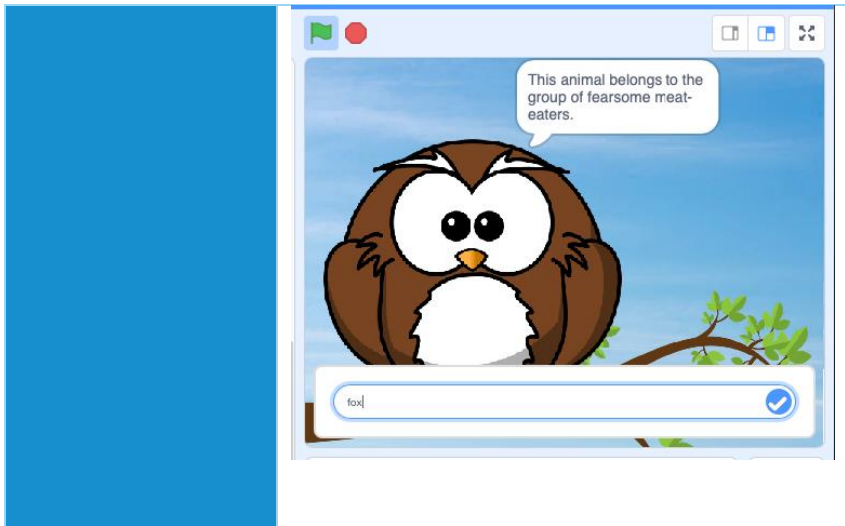 This animal belongs to the
group of fearsome meat-
eaters.
fox